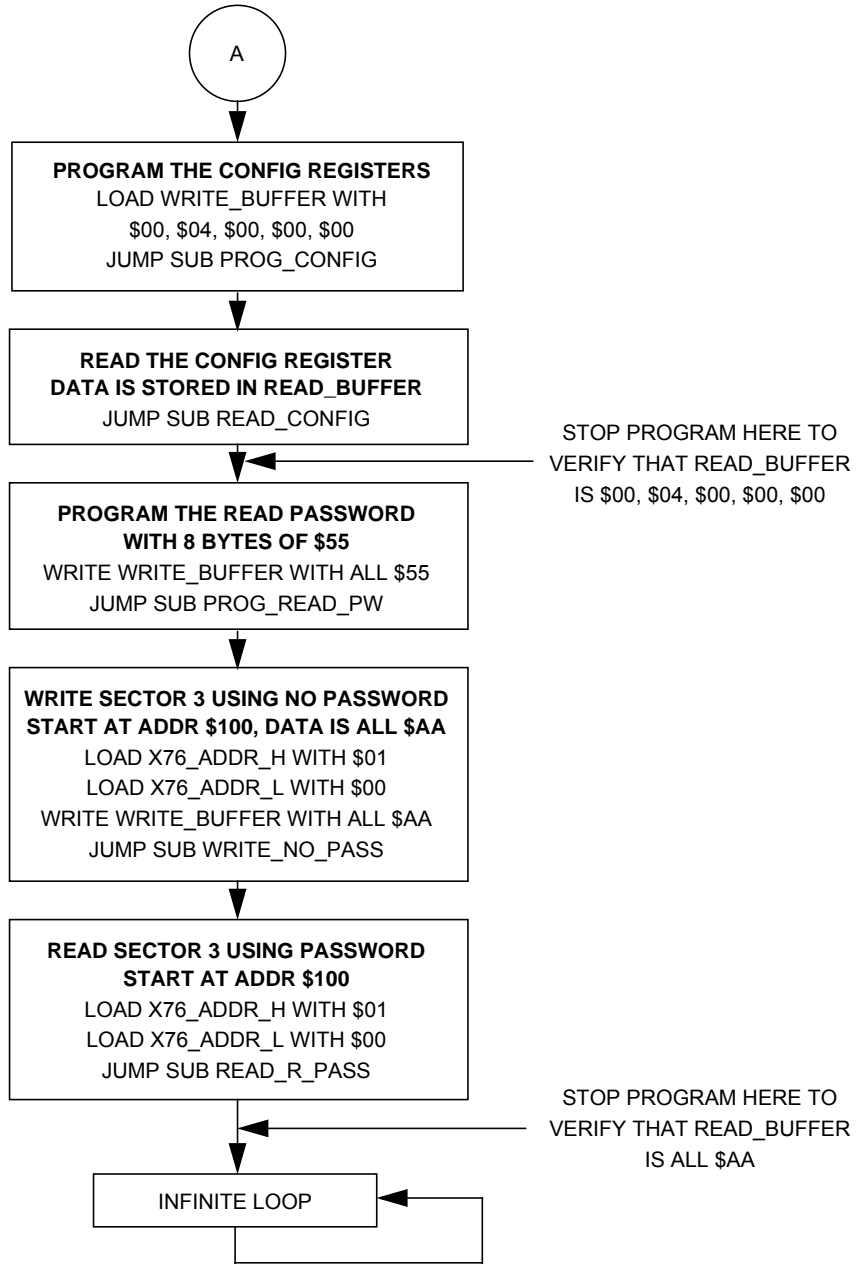 A
PROGRAM THE CONFIG REGISTERS
LOAD WRITE_BUFFER WITH
$00, $04, $00, $00, $00
JUMP SUB PROG_CONFIG
READ THE CONFIG REGISTER
DATA IS STORED IN READ_BUFFER
JUMP SUB READ_CONFIG
STOP PROGRAM HERE TO
VERIFY THAT READ_BUFFER
IS $00, $04, $00, $00, $00
PROGRAM THE READ PASSWORD
WITH 8 BYTES OF $55
WRITE WRITE_BUFFER WITH ALL $55
JUMP SUB PROG_READ_PW
WRITE SECTOR 3 USING NO PASSWORD
START AT ADDR $100, DATA IS ALL $AA
LOAD X76_ADDR_H WITH $01
LOAD X76_ADDR_L WITH $00
WRITE WRITE_BUFFER WITH ALL $AA
JUMP SUB WRITE_NO_PASS
READ SECTOR 3 USING PASSWORD
START AT ADDR $100
LOAD X76_ADDR_H WITH $01
LOAD X76_ADDR_L WITH $00
JUMP SUB READ_R_PASS
STOP PROGRAM HERE TO
VERIFY THAT READ_BUFFER
IS ALL $AA
INFINITE LOOP